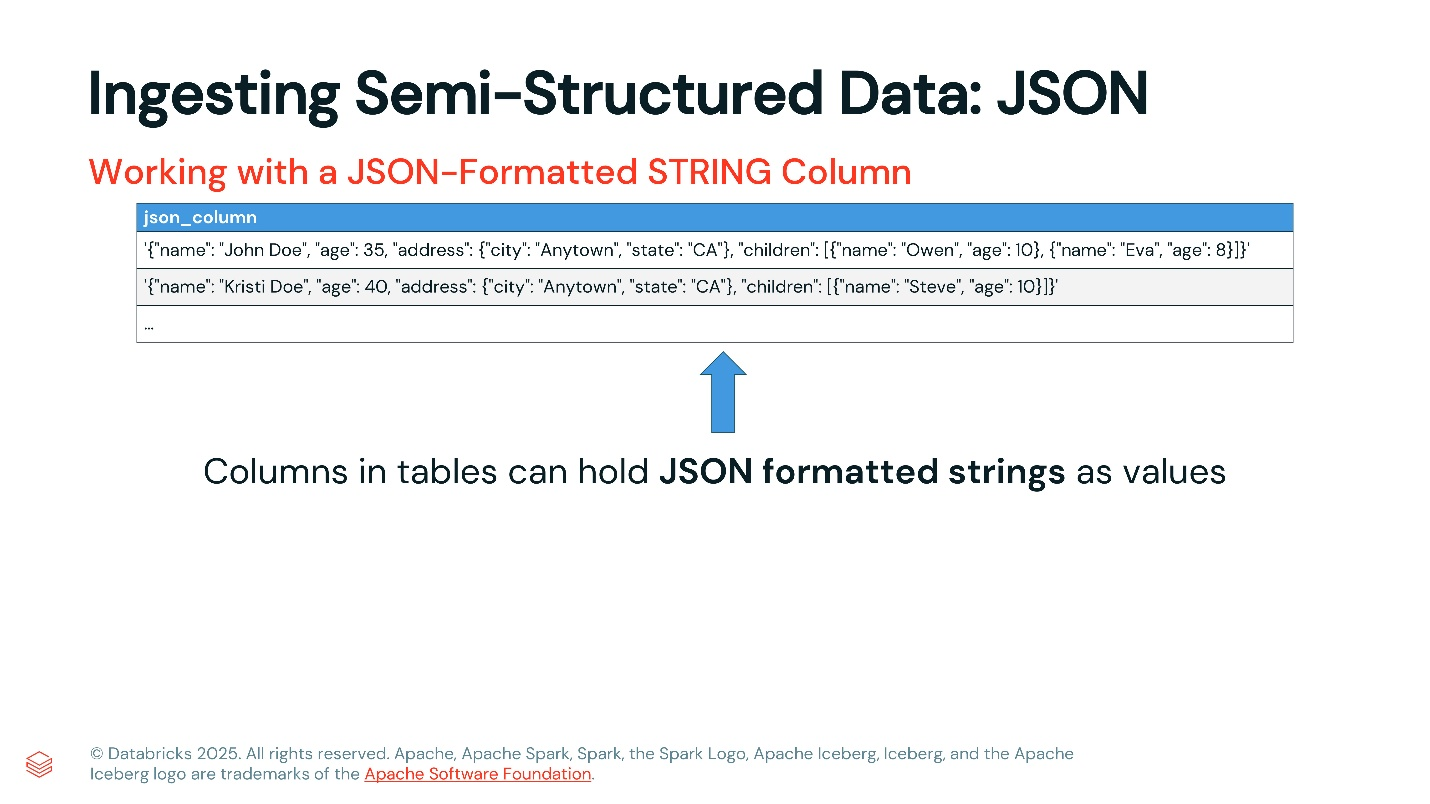 Ingesting Semi-Structured Data: JSON
Working with a JSON-Formatted STRING Column
json_column
'{"name": "John Doe", "age": 35, "address": {"city": "Anytown", "state": "CA"}, "children": [{"name": "Owen", "age": 10}, {"name": "Eva", "age": 8}]}'
'{"name": "Kristi Doe", "age": 40, "address": {"city": "Anytown", "state": "CA"}, "children": [{"name": "Steve", "age": 10}]}'
...
Columns in tables can hold JSON formatted strings as values
© Databricks 2025. All rights reserved. Apache, Apache Spark, Spark, the Spark Logo, Apache Iceberg, Iceberg, and the Apache
Iceberg logo are trademarks of the Apache Software Foundation.